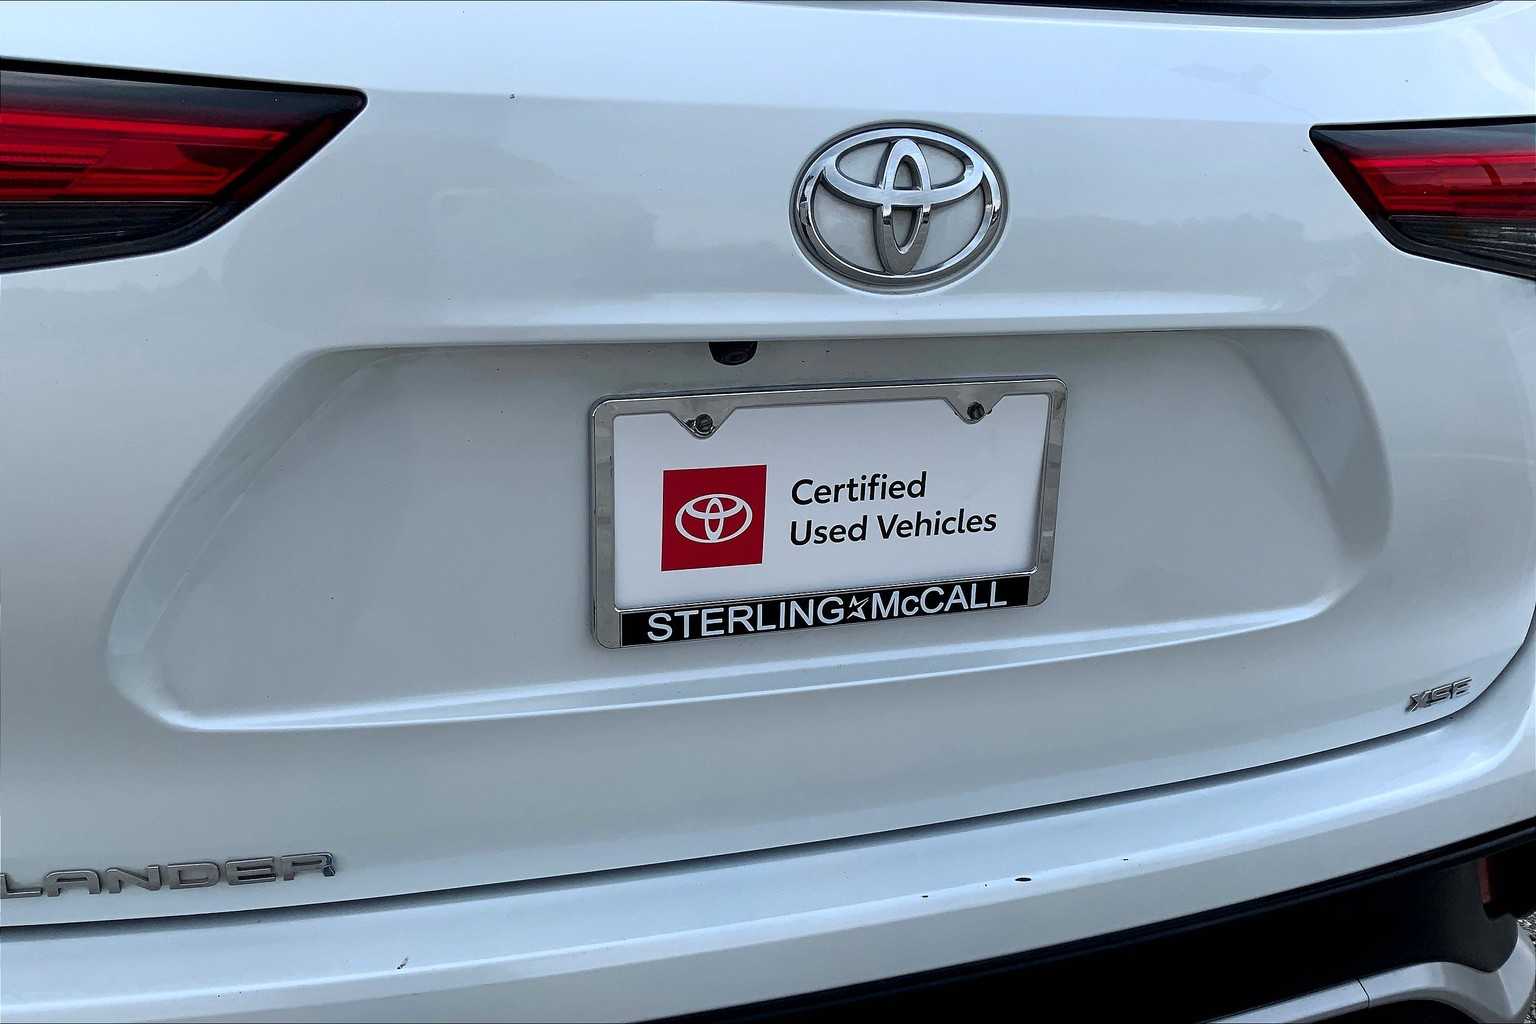 Certified
Used Vehicles
STERLING McCALL
XSE
LANDER